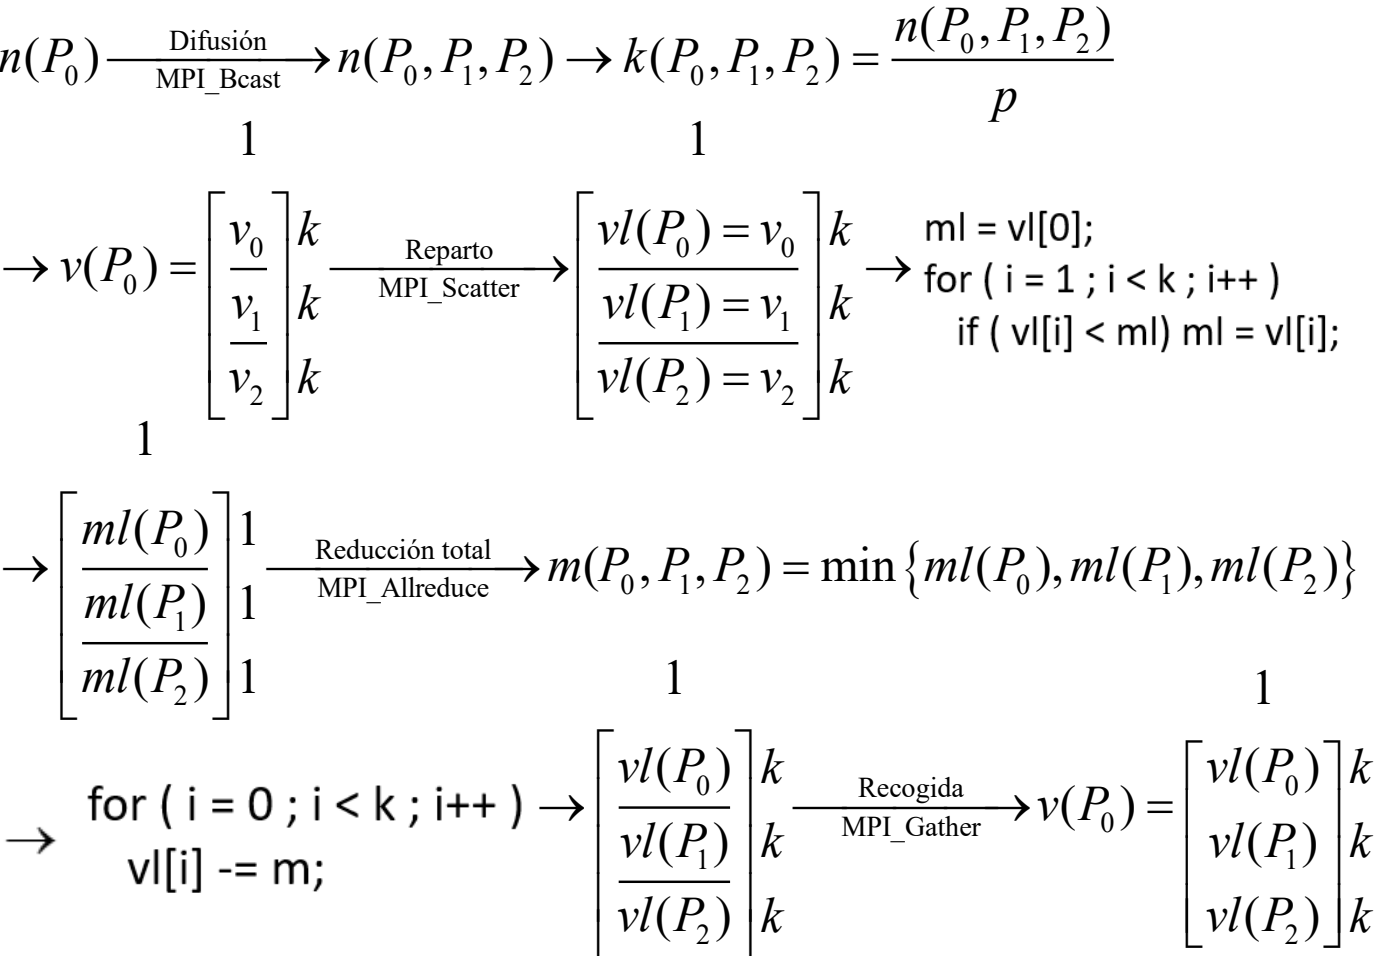 n(P₀) Difusión MPI_Bcast → n(P₀, P₁, P₂) → k(P₀, P₁, P₂) = n(P₀, P₁, P₂) / p
1 1
→ v(P₀) = [v₀ v₁ v₂] k k k Reparto MPI_Scatter → [vl(P₀) = v₀ vl(P₁) = v₁ vl(P₂) = v₂] k k k →
ml = vl[0];
for ( i = 1 ; i < k ; i++ )
if ( vl[i] < ml) ml = vl[i];
1
→ [ml(P₀) ml(P₁) ml(P₂)] 1 1 1 Reducción total MPI_Allreduce → m(P₀, P₁, P₂) = min {ml(P₀), ml(P₁), ml(P₂)}
1 1
→ for ( i = 0 ; i < k ; i++ )
vl[i] -= m;
→ [vl(P₀) vl(P₁) vl(P₂)] k k k Recogida MPI_Gather → v(P₀) = [vl(P₀) vl(P₁) vl(P₂)] k k k